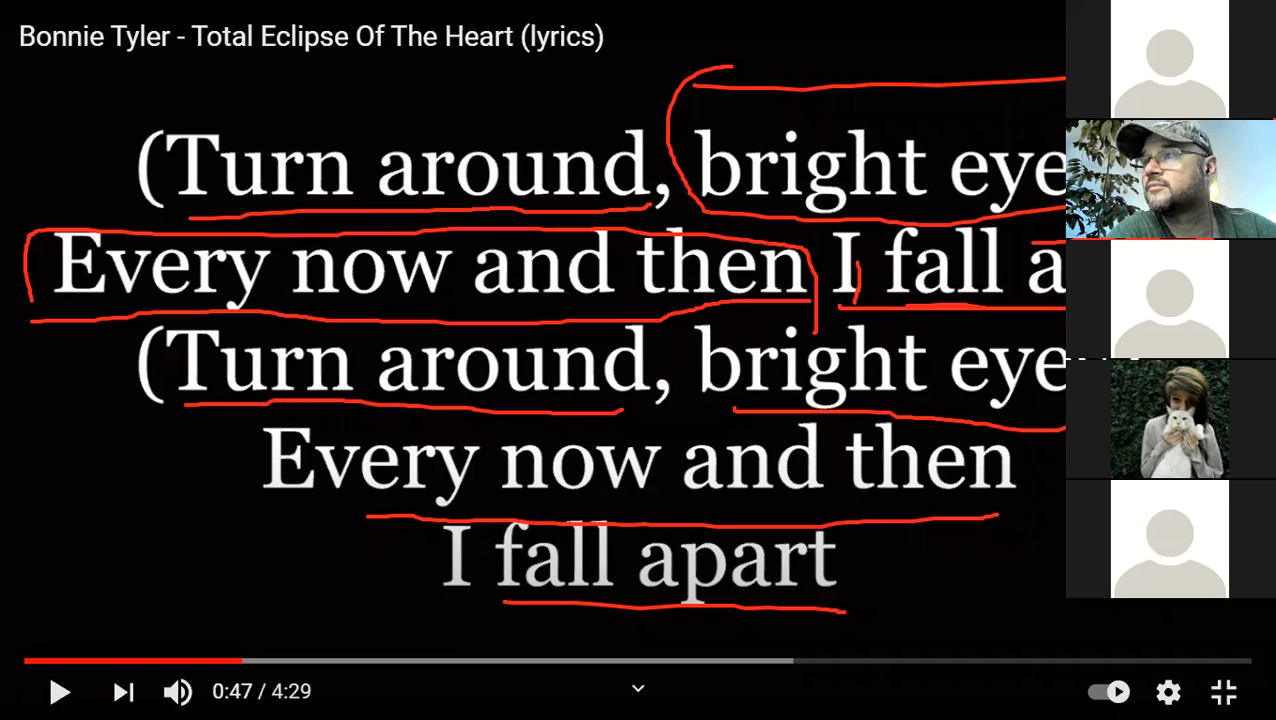 Bonnie Tyler - Total Eclipse Of The Heart (lyrics)
(Turn around, bright eye
Every now and then I fall a
(Turn around, bright eye
Every now and then
I fall apart
0:47 / 4:29